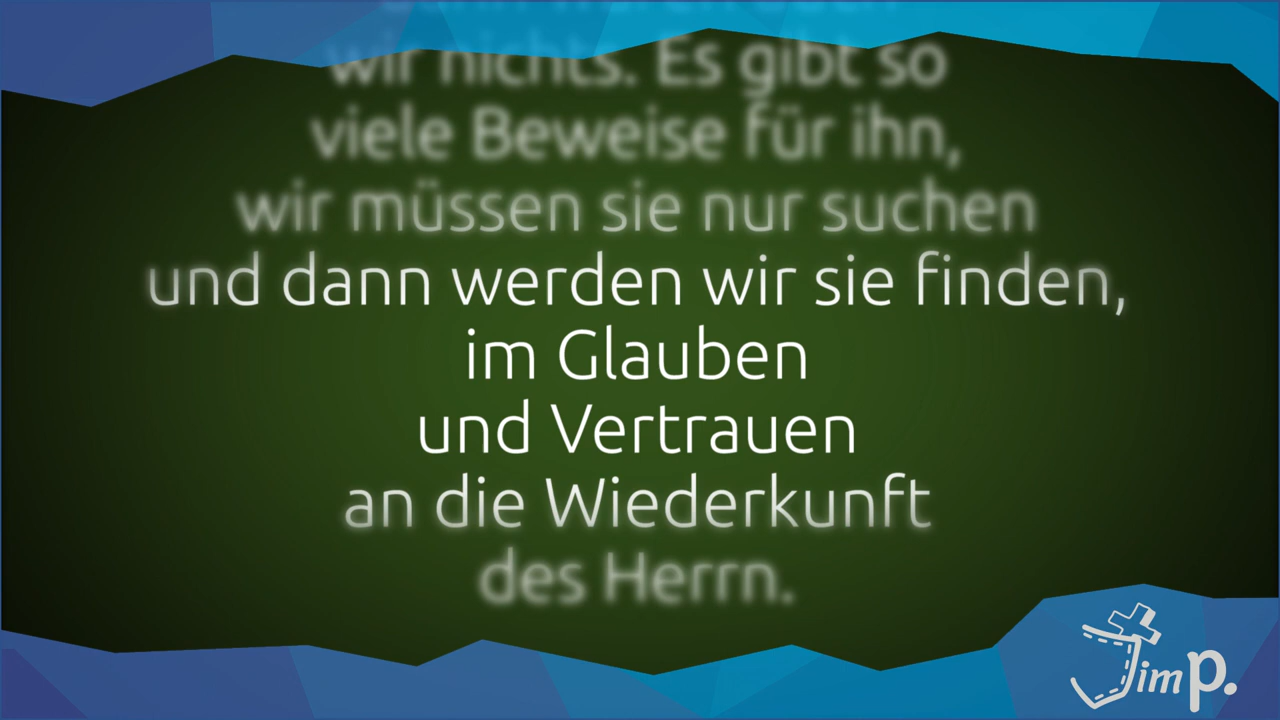 wir nichts. Es gibt so
viele Beweise für ihn,
wir müssen sie nur suchen
und dann werden wir sie finden,
im Glauben
und Vertrauen
an die Wiederkunft
des Herrn.
Jim P.